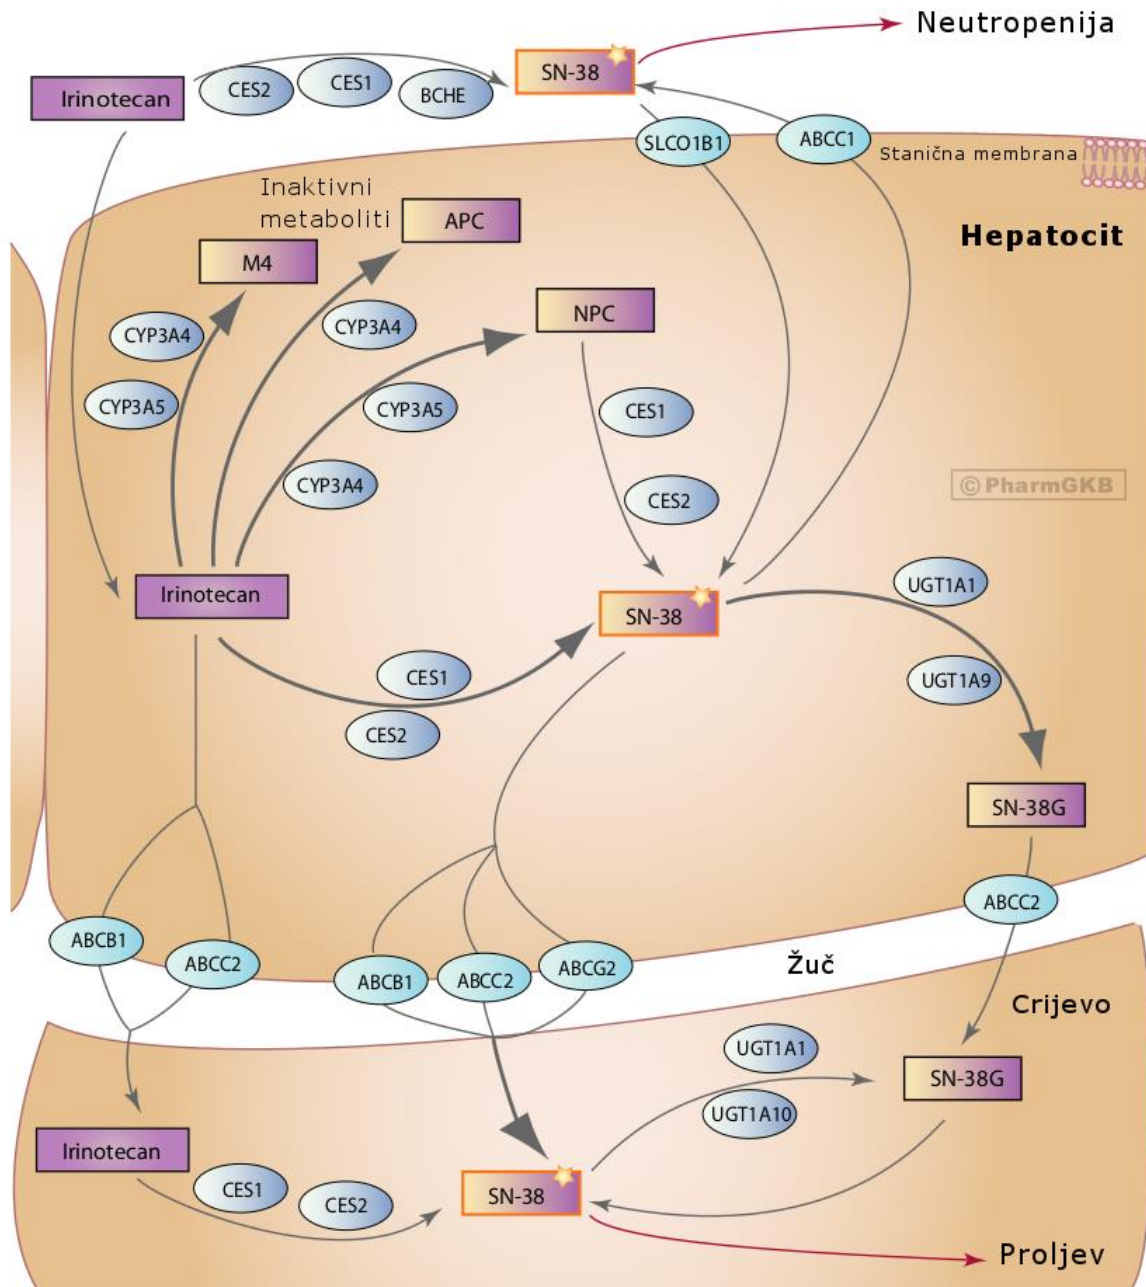 Neutropenija
SN-38
Irinotecan
CES2
CES1
BCHE
SLCO1B1
ABCC1
Stanična membrana
Inaktivni
metaboliti
APC
Hepatocit
M4
NPC
CYP3A4
CYP3A4
CYP3A5
CYP3A5
CES1
CYP3A4
CES2
© PharmGKB
UGT1A1
Irinotecan
SN-38
CES1
UGT1A9
CES2
SN-38G
ABCC2
ABCB1
ABCC2
ABCB1
ABCC2
ABCG2
Žuč
Crijevo
UGT1A1
SN-38G
UGT1A10
Irinotecan
CES1
CES2
SN-38
Proljev